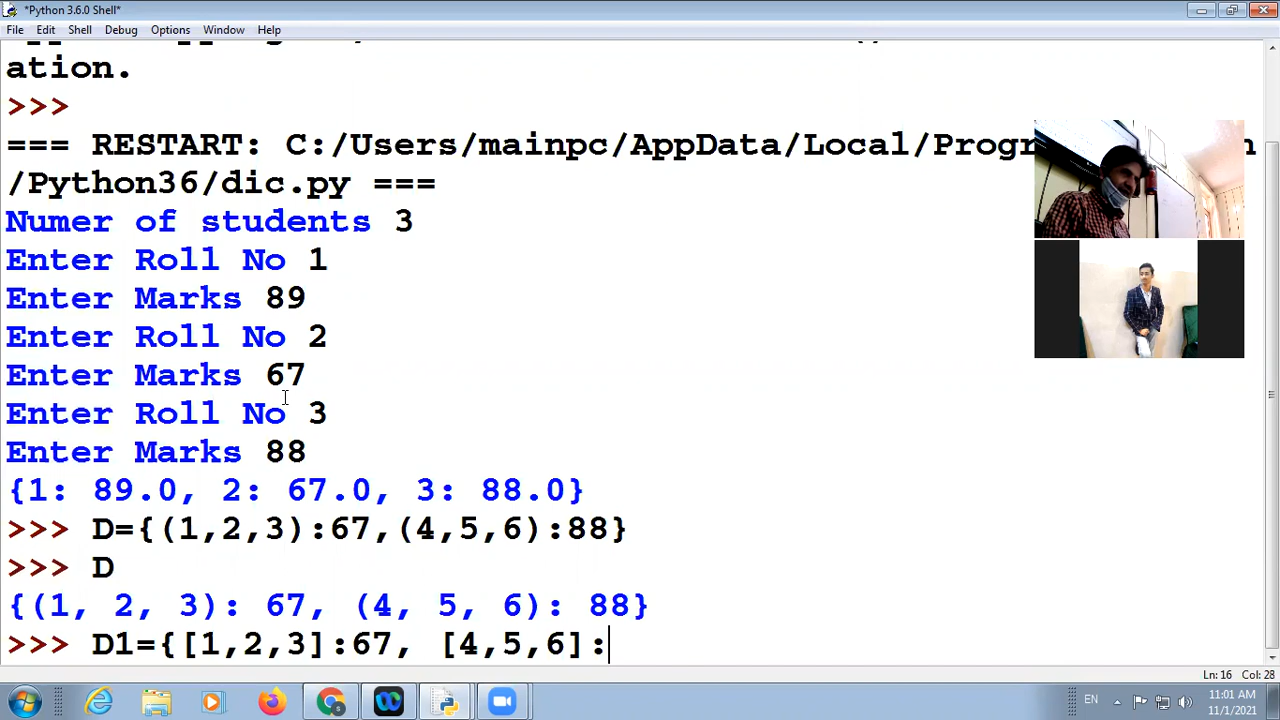 *Python 3.6.0 Shell*
File Edit Shell Debug Options Window Help
ation.
>>>
=== RESTART: C:/Users/mainpc/AppData/Local/Progr n
/Python36/dic.py ===
Numer of students 3
Enter Roll No 1
Enter Marks 89
Enter Roll No 2
Enter Marks 67
Enter Roll No 3
Enter Marks 88
{1: 89.0, 2: 67.0, 3: 88.0}
>>> D={(1,2,3):67,(4,5,6):88}
>>> D
{(1, 2, 3): 67, (4, 5, 6): 88}
>>> D1={[1,2,3]:67, [4,5,6]:
Ln: 16 Col: 28
EN
11:01 AM
11/1/2021